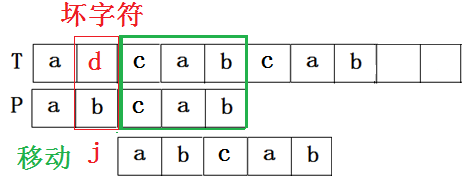 坏字符
T a d c a b c a b
P a b c a b
移动 j a b c a b